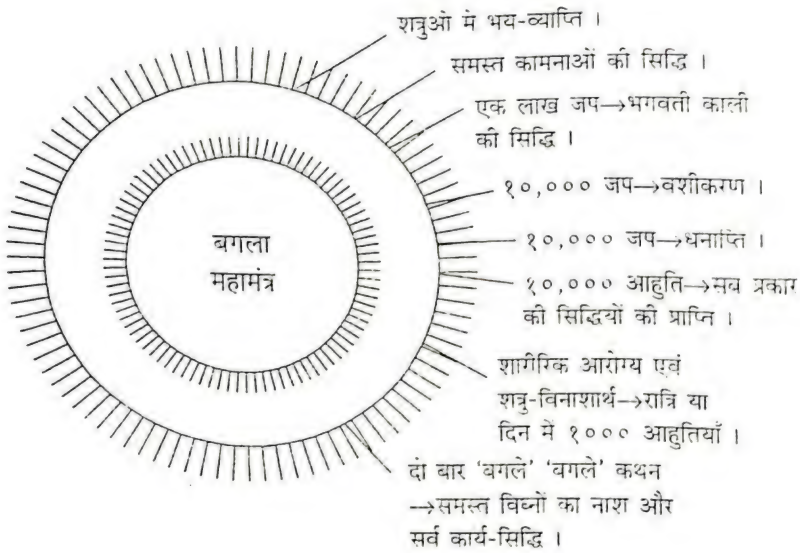 शत्रुओं में भय-व्याप्ति ।
समस्त कामनाओं की सिद्धि ।
एक लाख जप→भगवती काली
की सिद्धि ।
१०,००० जप→वशीकरण ।
१०,००० जप→धनाप्ति ।
१०,००० आहुति→सब प्रकार
की सिद्धियों की प्राप्ति ।
शारीरिक आरोग्य एवं
शत्रु-विनाशार्थ→रात्रि या
दिन में १००० आहुतियाँ ।
दो बार 'बगले' 'बगले' कथन
→समस्त विघ्नों का नाश और
सर्व कार्य-सिद्धि ।
बगला
महामंत्र